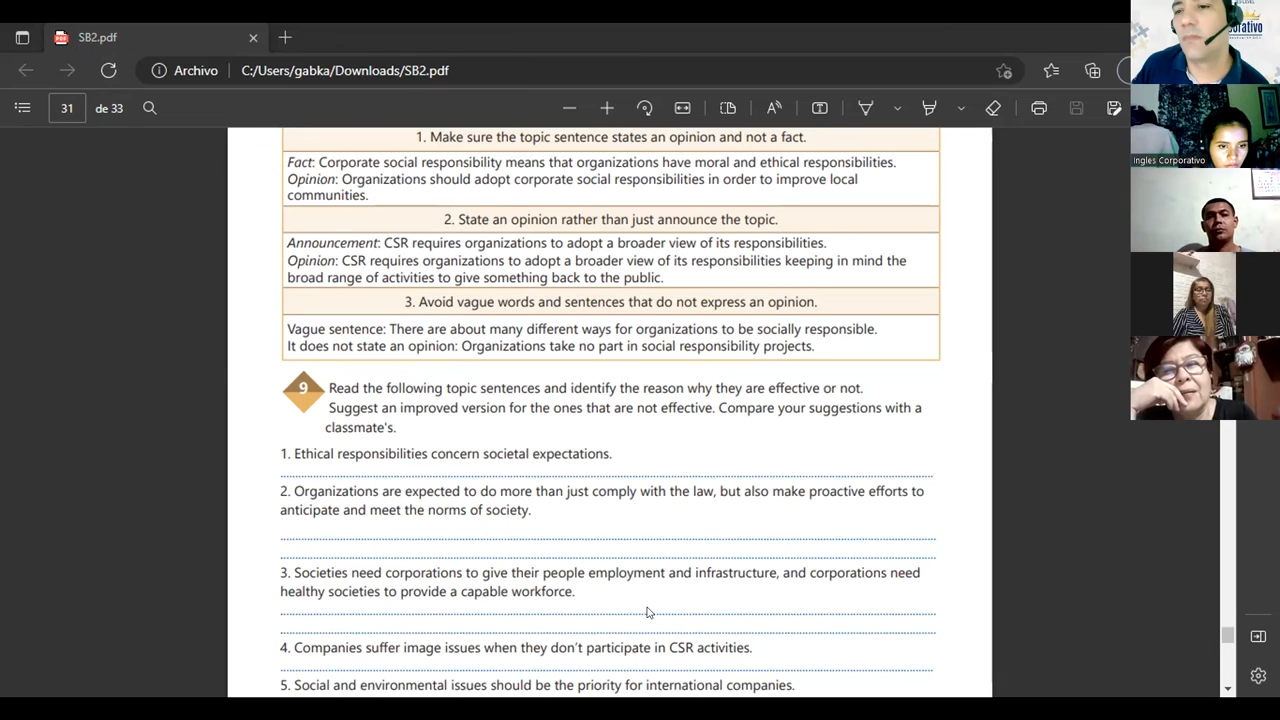 SB2.pdf
Archivo
C:/Users/gabka/Downloads/SB2.pdf
31
de 33
1. Make sure the topic sentence states an opinion and not a fact.
Fact: Corporate social responsibility means that organizations have moral and ethical responsibilities.
Opinion: Organizations should adopt corporate social responsibilities in order to improve local
communities.
2. State an opinion rather than just announce the topic.
Announcement: CSR requires organizations to adopt a broader view of its responsibilities.
Opinion: CSR requires organizations to adopt a broader view of its responsibilities keeping in mind the
broad range of activities to give something back to the public.
3. Avoid vague words and sentences that do not express an opinion.
Vague sentence: There are about many different ways for organizations to be socially responsible.
It does not state an opinion: Organizations take no part in social responsibility projects.
9
Read the following topic sentences and identify the reason why they are effective or not.
Suggest an improved version for the ones that are not effective. Compare your suggestions with a
classmate's.
1. Ethical responsibilities concern societal expectations.
2. Organizations are expected to do more than just comply with the law, but also make proactive efforts to
anticipate and meet the norms of society.
3. Societies need corporations to give their people employment and infrastructure, and corporations need
healthy societies to provide a capable workforce.
4. Companies suffer image issues when they don't participate in CSR activities.
5. Social and environmental issues should be the priority for international companies.
Ingles Corporativo